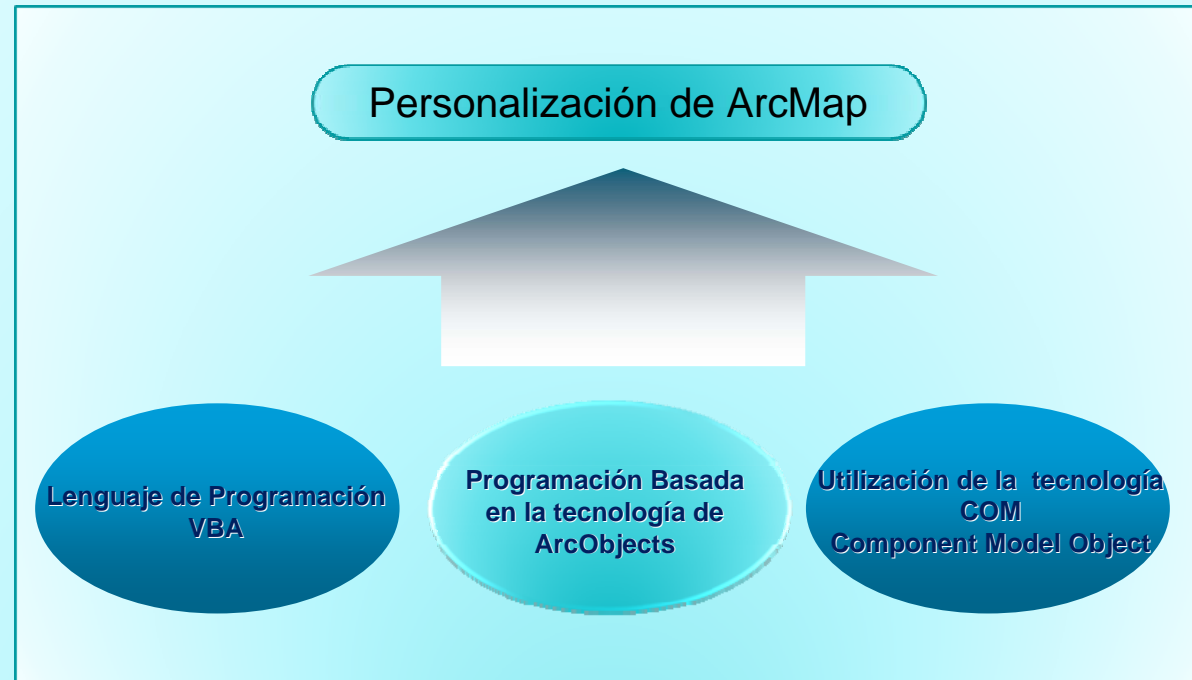 Personalización de ArcMap
Lenguaje de Programación
VBA
Programación Basada
en la tecnología de
ArcObjects
Utilización de la tecnología
COM
Component Model Object